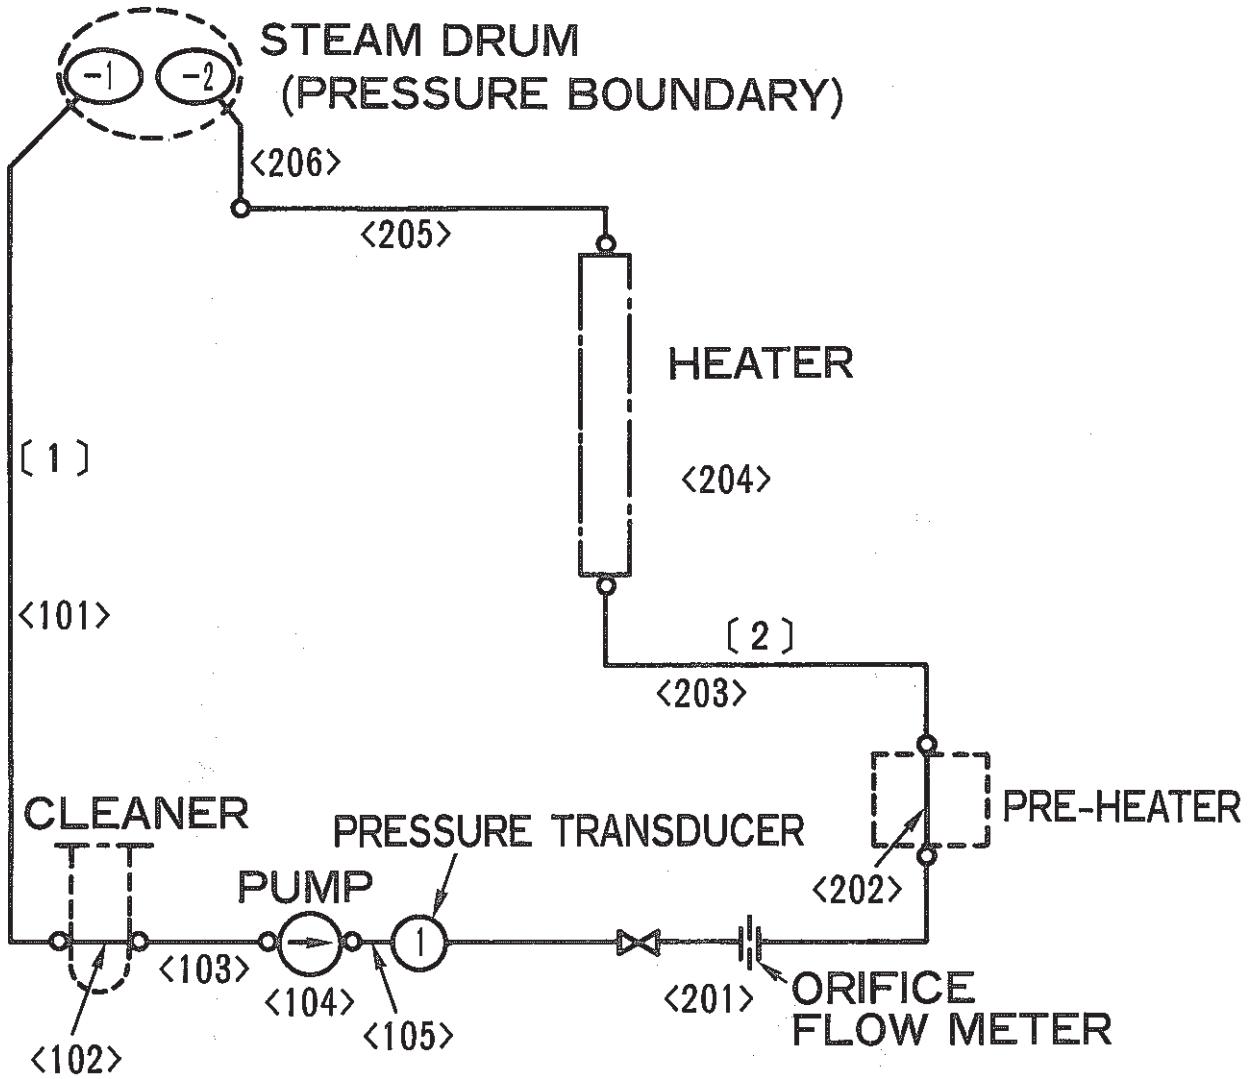 STEAM DRUM
(PRESSURE BOUNDARY)
-1
-2
<206>
<205>
HEATER
<204>
[1]
<101>
[2]
<203>
CLEANER
PRESSURE TRANSDUCER
PRE-HEATER
PUMP
<202>
1
<103>
<104>
<201>
ORIFICE
FLOW METER
<105>
<102>